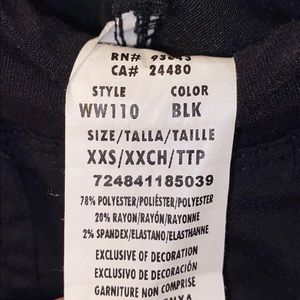 RN# 93643
CA# 24480
STYLE COLOR
WW110 BLK
SIZE/TALLA/TAILLE
XXS/XXCH/TTP
724841185039
78% POLYESTER/POLIÉSTER/POLYESTER
20% RAYON/RAYÓN/RAYONNE
2% SPANDEX/ELASTANO/ELASTHANNE
EXCLUSIVE OF DECORATION
EXCLUSIVO DE DECORACIÓN
GARNITURE NON COMPRISE